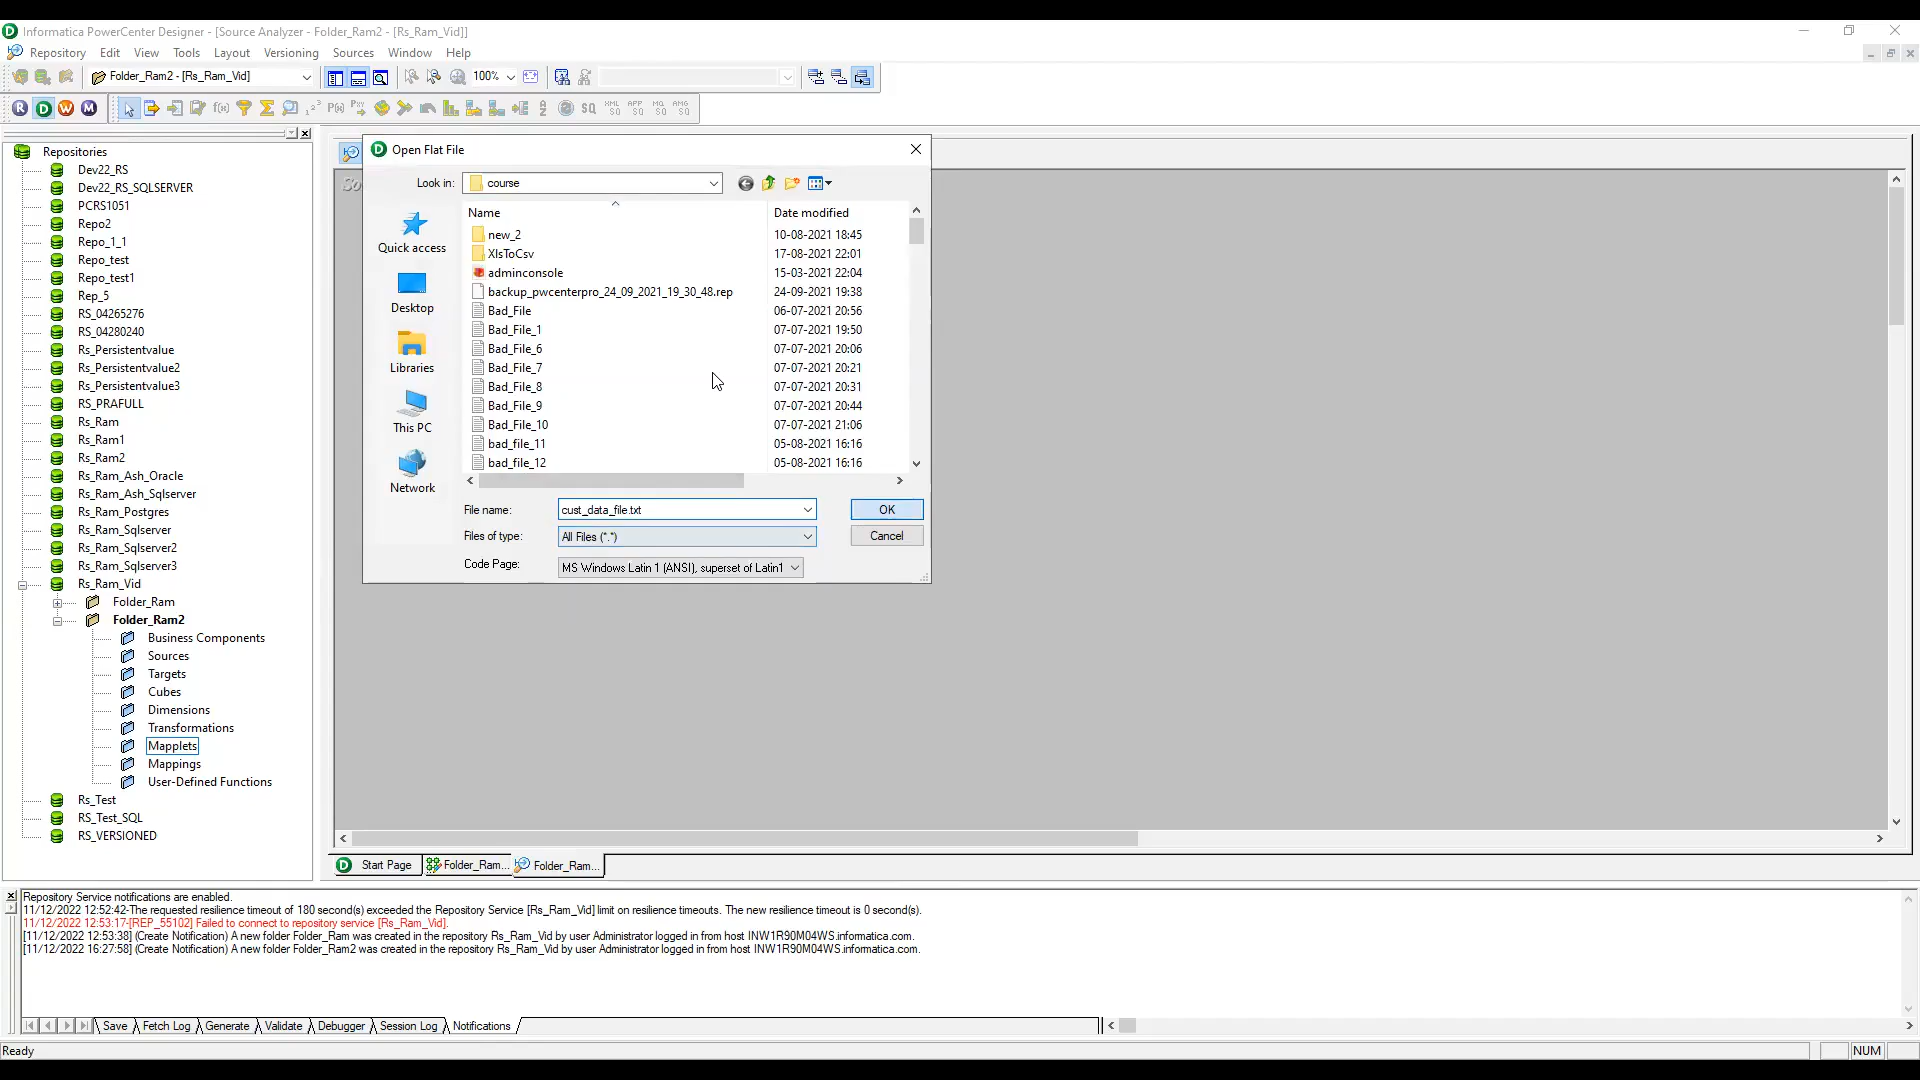 Informatica PowerCenter Designer - [Source Analyzer - Folder_Ram2 - [Rs_Ram_Vid]]
Repository Edit View Tools Layout Versioning Sources Window Help
Folder_Ram2 - [Rs_Ram_Vid] 100%
R D W M f(x) P(x) SQ XML SQ APP SQ MQ SQ AMG SQ
Repositories
Dev22_RS
Dev22_RS_SQLSERVER
PCRS1051
Repo2
Repo_1_1
Repo_test
Repo_test1
Rep_5
RS_04265276
RS_04280240
Rs_Persistentvalue
Rs_Persistentvalue2
Rs_Persistentvalue3
RS_PRAFULL
Rs_Ram
Rs_Ram1
Rs_Ram2
Rs_Ram_Ash_Oracle
Rs_Ram_Ash_Sqlserver
Rs_Ram_Postgres
Rs_Ram_Sqlserver
Rs_Ram_Sqlserver2
Rs_Ram_Sqlserver3
Rs_Ram_Vid
Folder_Ram
Folder_Ram2
Business Components
Sources
Targets
Cubes
Dimensions
Transformations
Mapplets
Mappings
User-Defined Functions
Rs_Test
RS_Test_SQL
RS_VERSIONED
Open Flat File
Look in: course
Quick access
Desktop
Libraries
This PC
Network
Name Date modified
new_2 10-08-2021 18:45
XlsToCsv 17-08-2021 22:01
adminconsole 15-03-2021 22:04
backup_pwcenterpro_24_09_2021_19_30_48.rep 24-09-2021 19:38
Bad_File 06-07-2021 20:56
Bad_File_1 07-07-2021 19:50
Bad_File_6 07-07-2021 20:06
Bad_File_7 07-07-2021 20:21
Bad_File_8 07-07-2021 20:31
Bad_File_9 07-07-2021 20:44
Bad_File_10 07-07-2021 21:06
bad_file_11 05-08-2021 16:16
bad_file_12 05-08-2021 16:16
File name: cust_data_file.txt OK
Files of type: All Files (*.*) Cancel
Code Page: MS Windows Latin 1 (ANSI), superset of Latin1
Start Page Folder_Ram... Folder_Ram...
Repository Service notifications are enabled.
11/12/2022 12:52:42-The requested resilience timeout of 180 second(s) exceeded the Repository Service [Rs_Ram_Vid] limit on resilience timeouts. The new resilience timeout is 0 second(s).
11/12/2022 12:53:17-[REP_55102] Failed to connect to repository service [Rs_Ram_Vid].
[11/12/2022 12:53:38] (Create Notification) A new folder Folder_Ram was created in the repository Rs_Ram_Vid by user Administrator logged in from host INW1R90M04WS.informatica.com.
[11/12/2022 16:27:58] (Create Notification) A new folder Folder_Ram2 was created in the repository Rs_Ram_Vid by user Administrator logged in from host INW1R90M04WS.informatica.com.
Save Fetch Log Generate Validate Debugger Session Log Notifications
Ready NUM